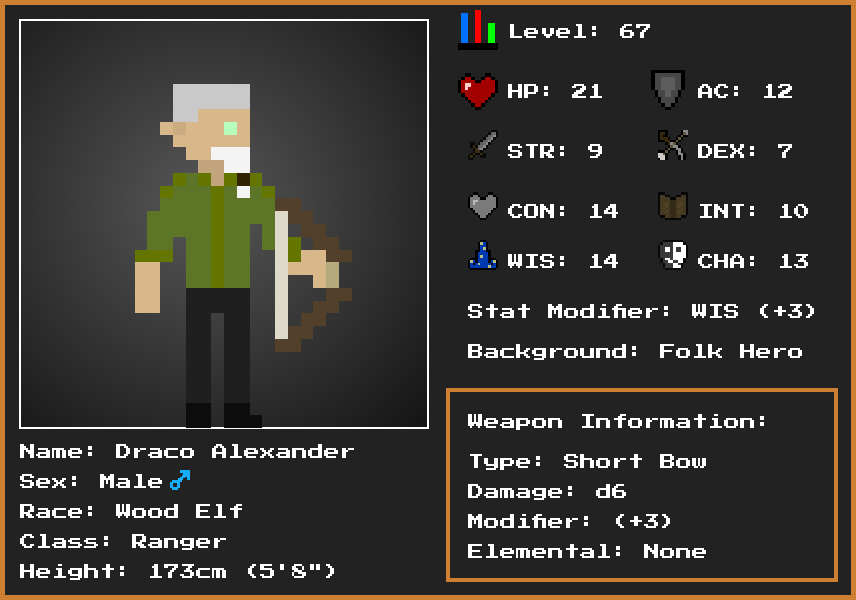 Level: 67
HP: 21 AC: 12
STR: 9 DEX: 7
CON: 14 INT: 10
WIS: 14 CHA: 13
Stat Modifier: WIS (+3)
Background: Folk Hero
Weapon Information:
Type: Short Bow
Damage: d6
Modifier: (+3)
Elemental: None
Name: Draco Alexander
Sex: Male♂
Race: Wood Elf
Class: Ranger
Height: 173cm (5'8")